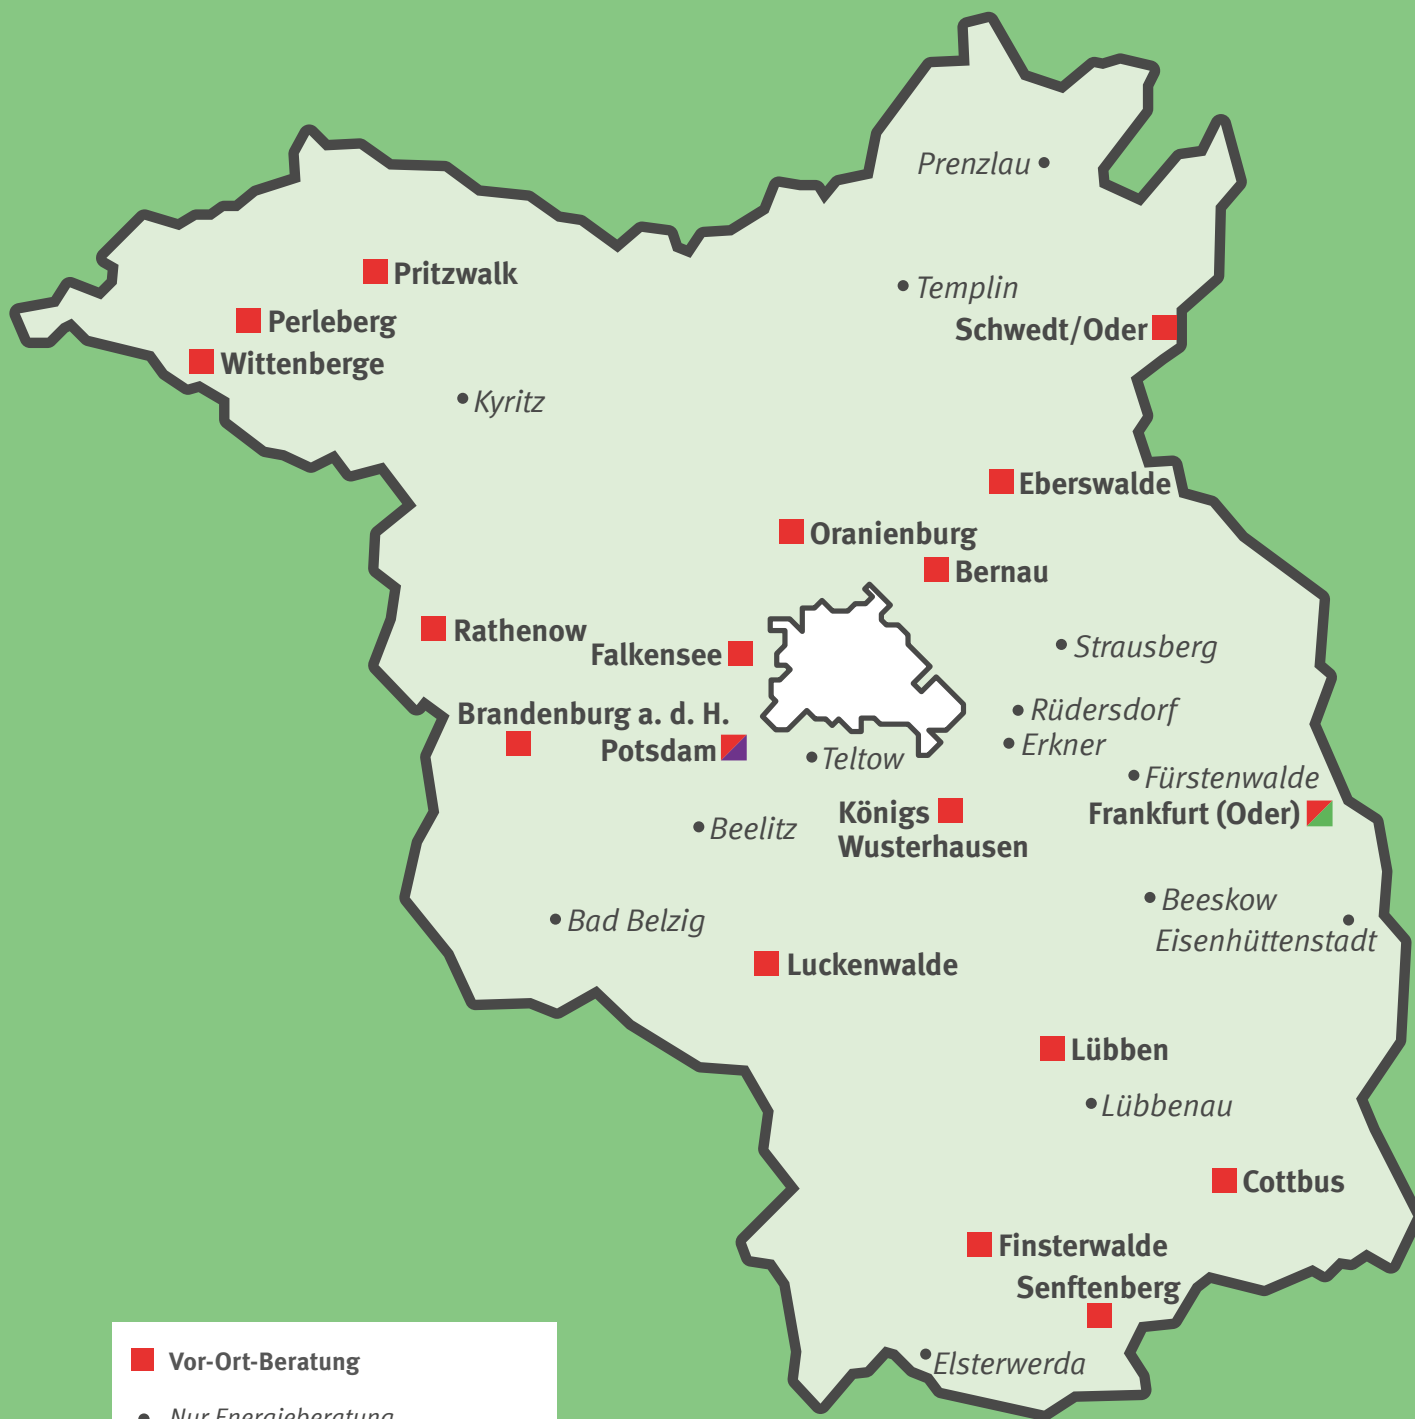 Prenzlau
Pritzwalk
Templin
Perleberg
Schwedt/Oder
Wittenberge
Kyritz
Eberswalde
Oranienburg
Bernau
Rathenow
Falkensee
Strausberg
Brandenburg a. d. H.
Rüdersdorf
Potsdam
Erkner
Teltow
Fürstenwalde
Königs
Wusterhausen
Frankfurt (Oder)
Beelitz
Beeskow
Bad Belzig
Eisenhüttenstadt
Luckenwalde
Lübben
Lübbenau
Cottbus
Finsterwalde
Senftenberg
Elsterwerda
Vor-Ort-Beratung
Nur Energieberatung